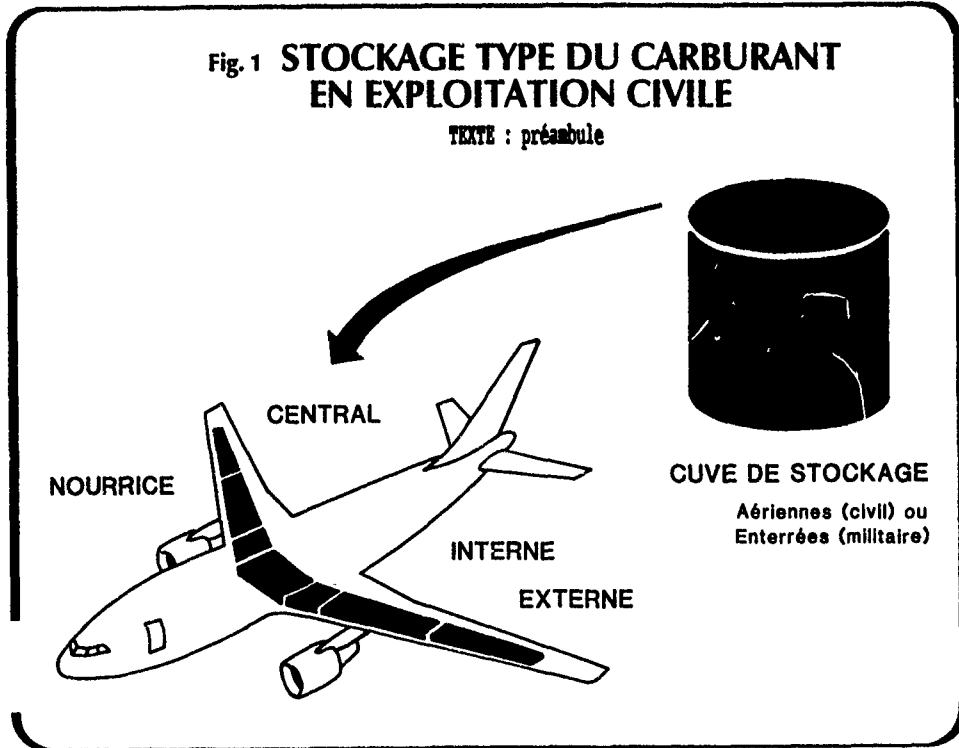 Fig. 1 STOCKAGE TYPE DU CARBURANT
EN EXPLOITATION CIVILE
TEXTE : préambule
CENTRAL
NOURRICE
CUVE DE STOCKAGE
Aériennes (civil) ou
Enterrées (militaire)
INTERNE
EXTERNE